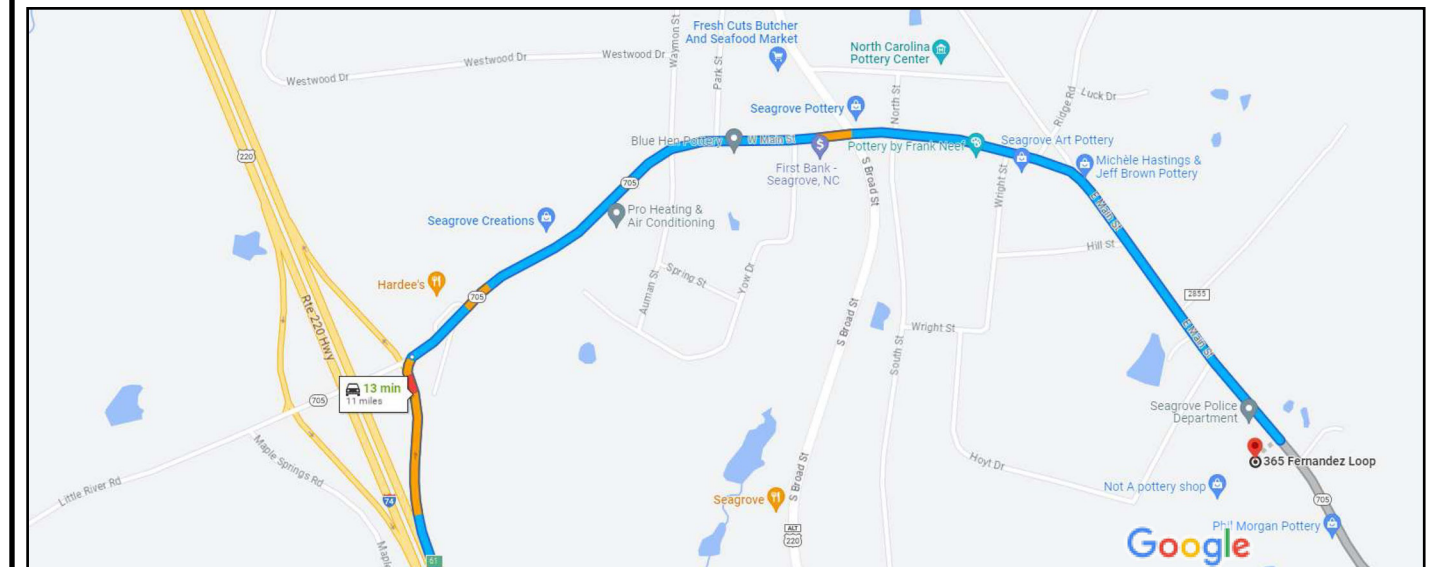 Fresh Cuts Butcher
And Seafood Market
North Carolina
Pottery Center
Westwood Dr
Westwood Dr
Westwood Dr
Waymon St
Park St
Ridge Rd
Luck Dr
North St
Seagrove Pottery
220
Blue Hen Pottery
W Main St
Pottery by Frank Neef
Seagrove Art Pottery
First Bank -
Seagrove, NC
Michèle Hastings &
Jeff Brown Pottery
705
S Broad St
Wright St
E Main St
Pro Heating &
Air Conditioning
Seagrove Creations
Hill St
Spring St
Yow Dr
Auman St
Hardee's
705
2855
Rte 220 Hwy
S Broad St
Wright St
E Main St
South St
13 min
11 miles
705
Seagrove Police
Department
Maple Springs Rd
365 Fernandez Loop
Hoyt Dr
Little River Rd
S Broad St
Not A pottery shop
74
Seagrove
705
Phil Morgan Pottery
ALT
220
Google
Maple
61